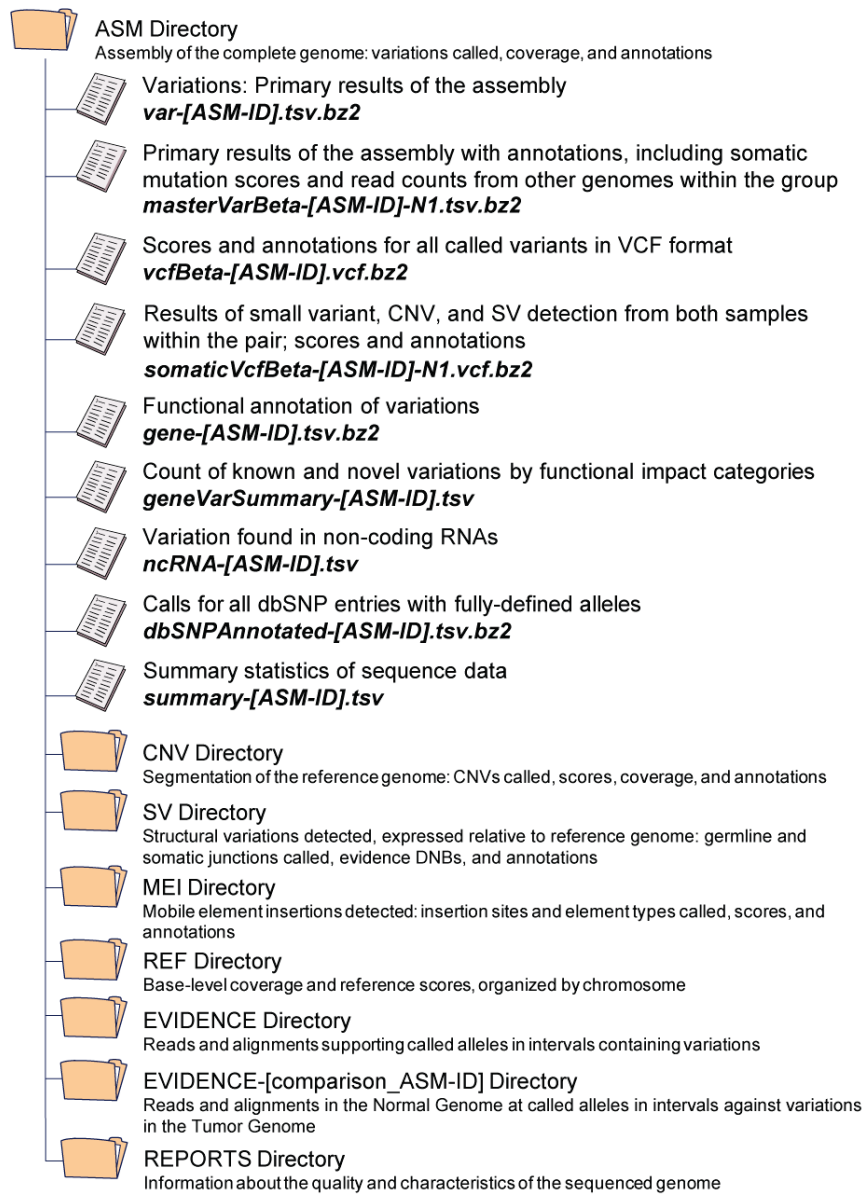 ASM Directory
Assembly of the complete genome: variations called, coverage, and annotations
Variations: Primary results of the assembly
var-[ASM-ID].tsv.bz2
Primary results of the assembly with annotations, including somatic
mutation scores and read counts from other genomes within the group
masterVarBeta-[ASM-ID]-N1.tsv.bz2
Scores and annotations for all called variants in VCF format
vcfBeta-[ASM-ID].vcf.bz2
Results of small variant, CNV, and SV detection from both samples
within the pair; scores and annotations
somaticVcfBeta-[ASM-ID]-N1.vcf.bz2
Functional annotation of variations
gene-[ASM-ID].tsv.bz2
Count of known and novel variations by functional impact categories
geneVarSummary-[ASM-ID].tsv
Variation found in non-coding RNAs
ncRNA-[ASM-ID].tsv
Calls for all dbSNP entries with fully-defined alleles
dbSNPAnnotated-[ASM-ID].tsv.bz2
Summary statistics of sequence data
summary-[ASM-ID].tsv
CNV Directory
Segmentation of the reference genome: CNVs called, scores, coverage, and annotations
SV Directory
Structural variations detected, expressed relative to reference genome: germline and
somatic junctions called, evidence DNBs, and annotations
MEI Directory
Mobile element insertions detected: insertion sites and element types called, scores, and
annotations
REF Directory
Base-level coverage and reference scores, organized by chromosome
EVIDENCE Directory
Reads and alignments supporting called alleles in intervals containing variations
EVIDENCE-[comparison_ASM-ID] Directory
Reads and alignments in the Normal Genome at called alleles in intervals against variations
in the Tumor Genome
REPORTS Directory
Information about the quality and characteristics of the sequenced genome